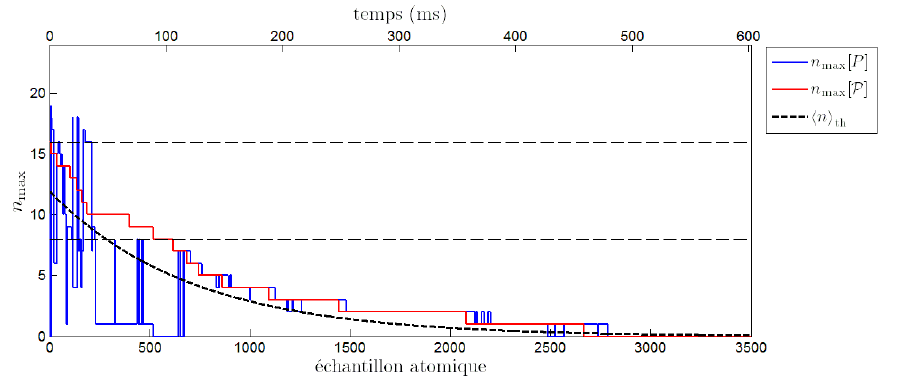 temps (ms)
0 100 200 300 400 500 600
n_max[P]
n_max[𝒫]
⟨n⟩_th
20
15
10
5
0
n_max
0 500 1000 1500 2000 2500 3000 3500
échantillon atomique